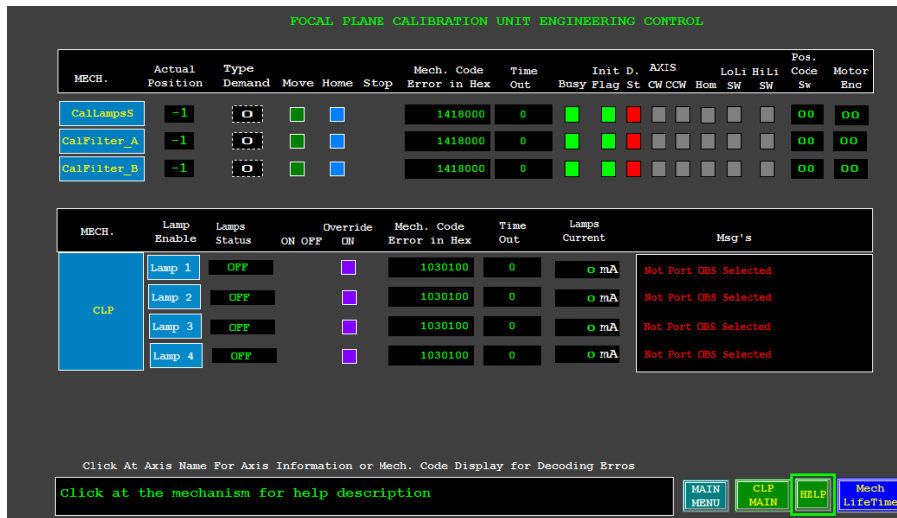 FOCAL PLANE CALIBRATION UNIT ENGINEERING CONTROL
MECH. Actual Position Type Demand Move Home Stop Mech. Code Error in Hex Time Out Busy Init Flag D. St AXIS CW CCW Hom LoLi SW HiLi SW Pos. Code Sw Motor Enc
CalLampsS -1 0 1418000 0 00 00
CalFilter_A -1 0 1418000 0 00 00
CalFilter_B -1 0 1418000 0 00 00
MECH. Lamp Enable Lamps Status ON OFF Override ON Mech. Code Error in Hex Time Out Lamps Current Msg's
CLP
Lamp 1 OFF 1030100 0 0 mA Not Port OBS Selected
Lamp 2 OFF 1030100 0 0 mA Not Port OBS Selected
Lamp 3 OFF 1030100 0 0 mA Not Port OBS Selected
Lamp 4 OFF 1030100 0 0 mA Not Port OBS Selected
Click At Axis Name For Axis Information or Mech. Code Display for Decoding Erros
Click at the mechanism for help description
MAIN MENU CLP MAIN HELP Mech LifeTime